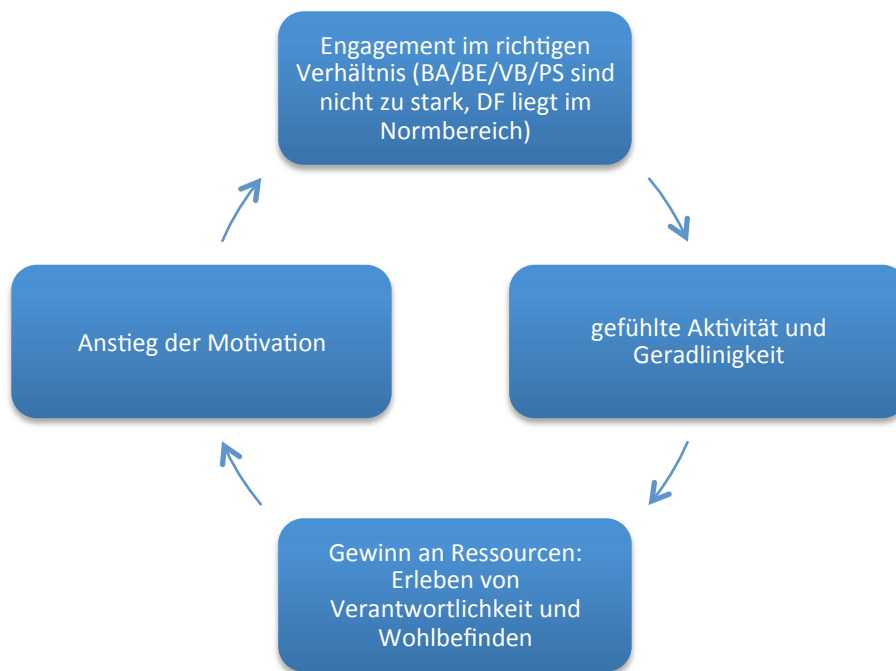 Engagement im richtigen
Verhältnis (BA/BE/VB/PS sind
nicht zu stark, DF liegt im
Normbereich)
gefühlte Aktivität und
Geradlinigkeit
Gewinn an Ressourcen:
Erleben von
Verantwortlichkeit und
Wohlbefinden
Anstieg der Motivation